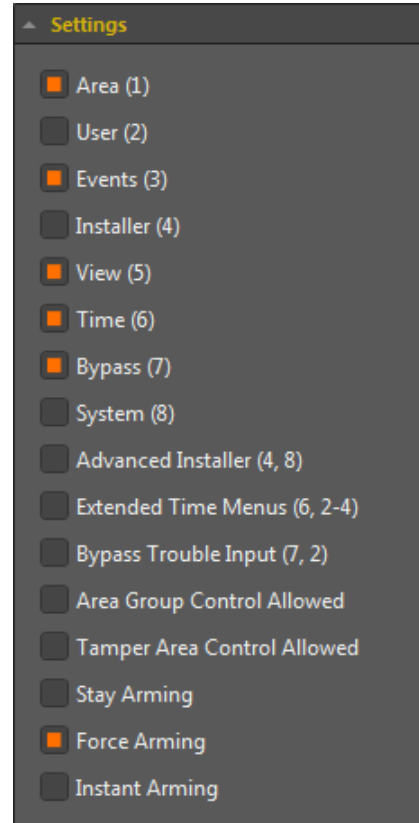 Settings
Area (1)
User (2)
Events (3)
Installer (4)
View (5)
Time (6)
Bypass (7)
System (8)
Advanced Installer (4, 8)
Extended Time Menus (6, 2-4)
Bypass Trouble Input (7, 2)
Area Group Control Allowed
Tamper Area Control Allowed
Stay Arming
Force Arming
Instant Arming